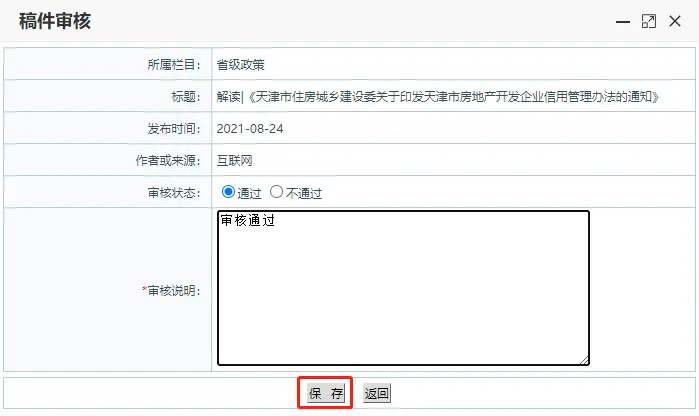 稿件审核
所属栏目： 省级政策
标题： 解读|《天津市住房城乡建设委关于印发天津市房地产开发企业信用管理办法的通知》
发布时间： 2021-08-24
作者或来源： 互联网
审核状态： 通过 不通过
*审核说明： 审核通过
保 存 返回